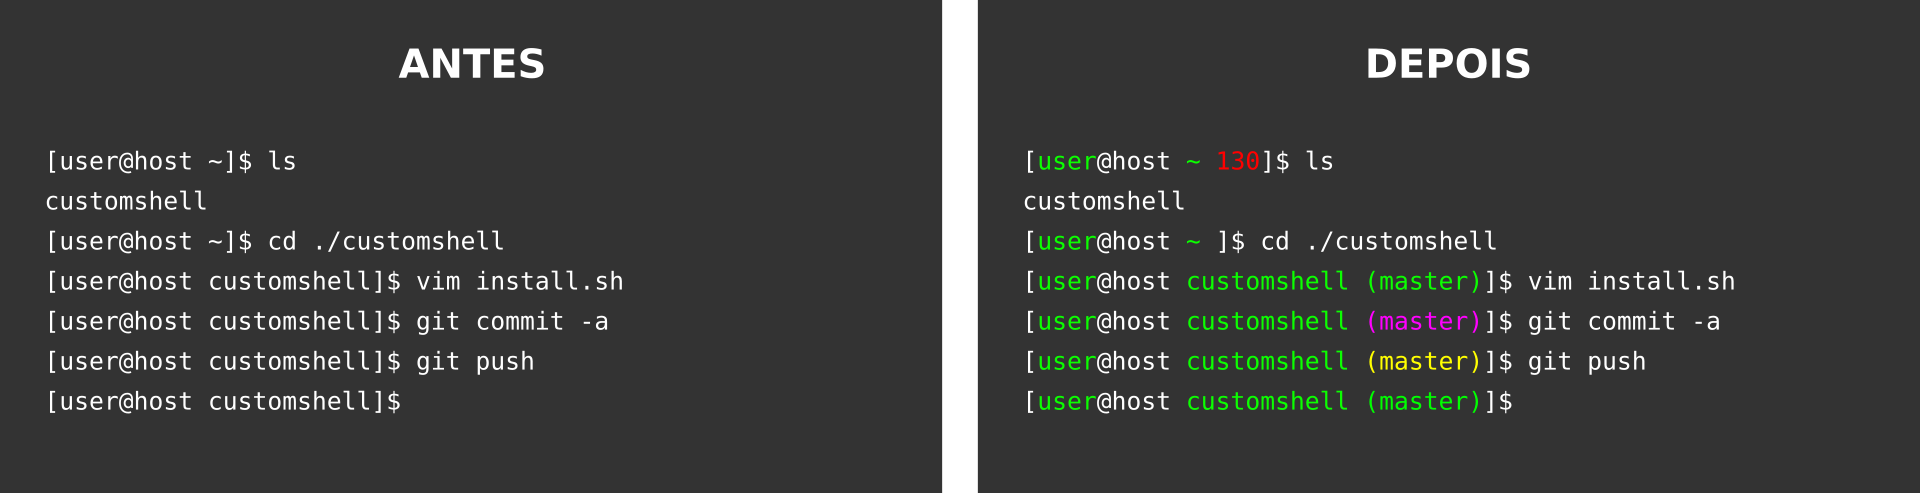 ANTES
[user@host ~]$ ls
customshell
[user@host ~]$ cd ./customshell
[user@host customshell]$ vim install.sh
[user@host customshell]$ git commit -a
[user@host customshell]$ git push
[user@host customshell]$
DEPOIS
[user@host ~ 130]$ ls
customshell
[user@host ~ ]$ cd ./customshell
[user@host customshell (master)]$ vim install.sh
[user@host customshell (master)]$ git commit -a
[user@host customshell (master)]$ git push
[user@host customshell (master)]$